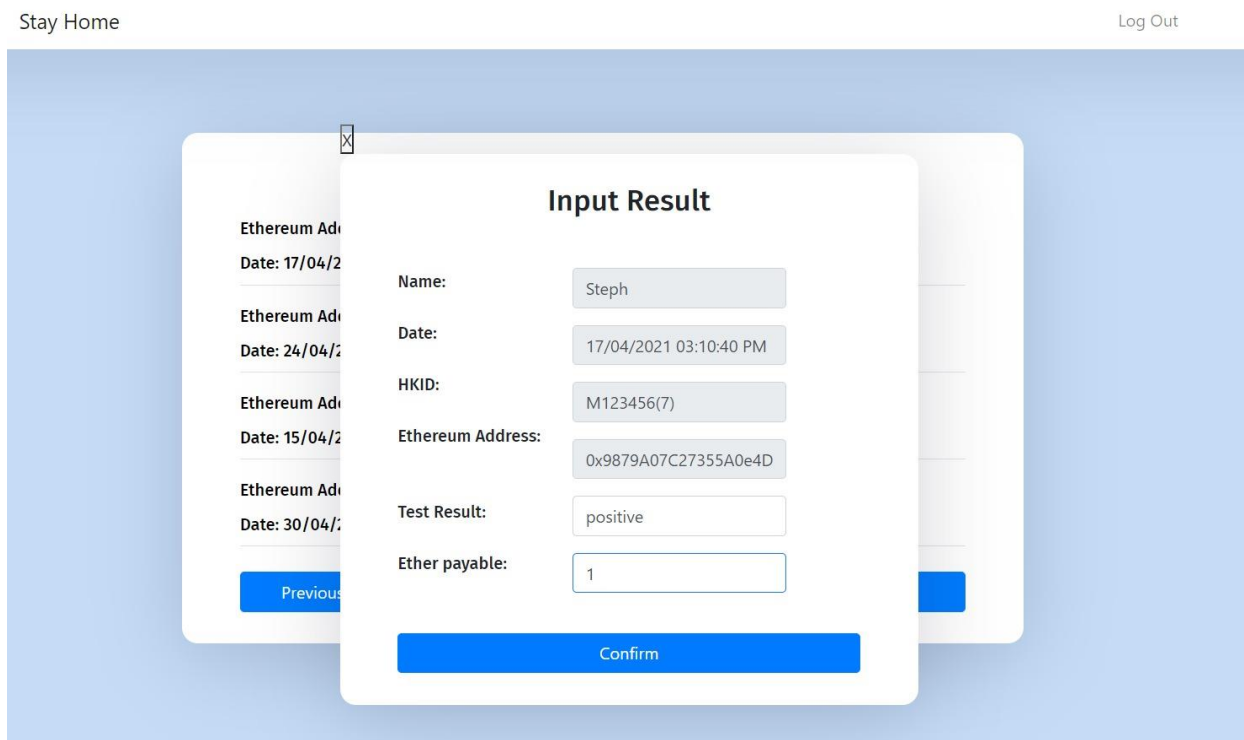 Stay Home
Log Out
X
Input Result
Ethereum Ad
Date: 17/04/2
Ethereum Ad
Date: 24/04/2
Ethereum Ad
Date: 15/04/2
Ethereum Ad
Date: 30/04/2
Previous
Name:
Steph
Date:
17/04/2021 03:10:40 PM
HKID:
M123456(7)
Ethereum Address:
0x9879A07C27355A0e4D
Test Result:
positive
Ether payable:
1
Confirm